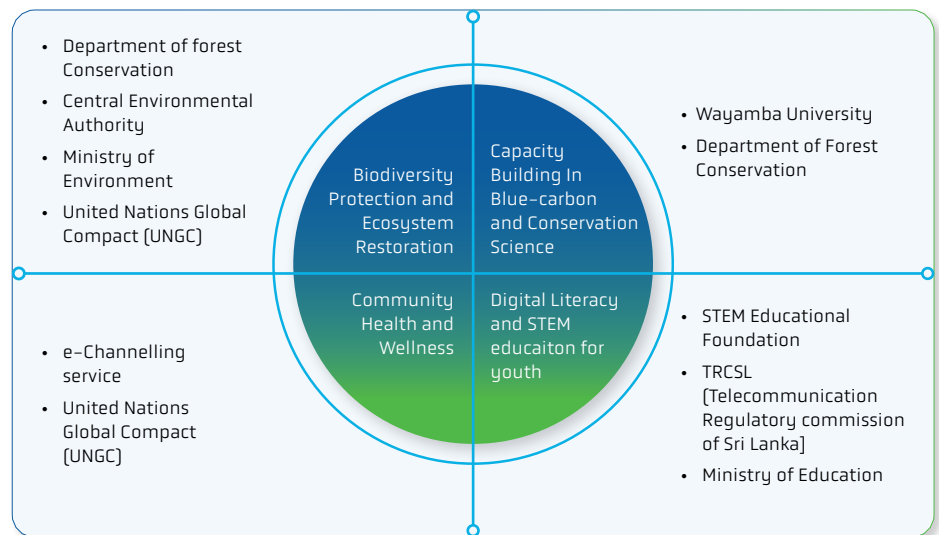 • Department of forest
Conservation
• Central Environmental
Authority
• Ministry of
Environment
• United Nations Global
Compact (UNGC)
Biodiversity
Protection and
Ecosystem
Restoration
Capacity
Building In
Blue-carbon
and Conservation
Science
• Wayamba University
• Department of Forest
Conservation
• e-Channelling
service
• United Nations
Global Compact
(UNGC)
Community
Health and
Wellness
Digital Literacy
and STEM
educaiton for
youth
• STEM Educational
Foundation
• TRCSL
(Telecommunication
Regulatory commission
of Sri Lanka]
• Ministry of Education